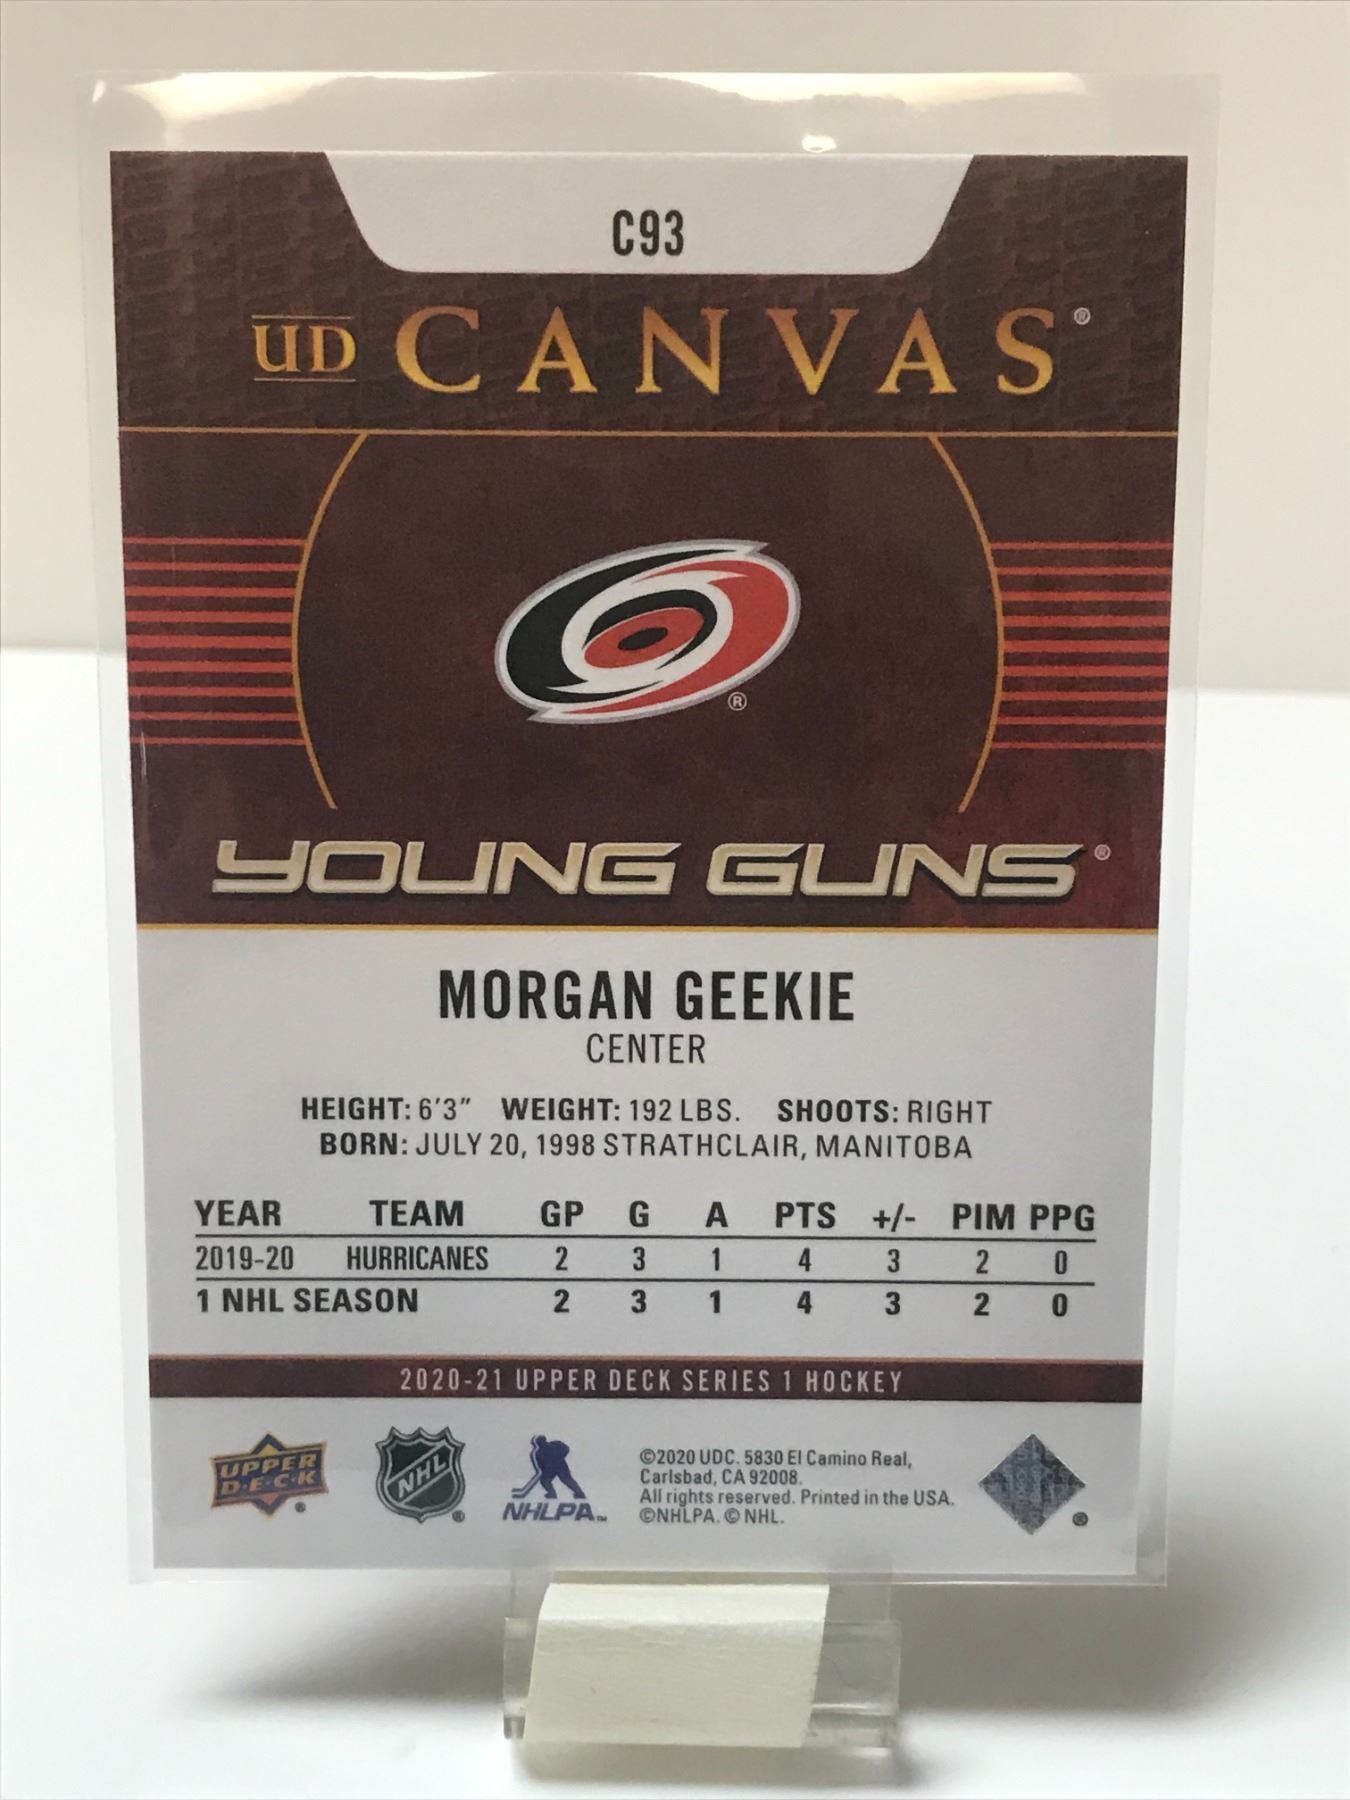 C93
UD CANVAS®
®
YOUNG GUNS®
MORGAN GEEKIE
CENTER
HEIGHT: 6'3" WEIGHT: 192 LBS. SHOOTS: RIGHT
BORN: JULY 20, 1998 STRATHCLAIR, MANITOBA
YEAR TEAM GP G A PTS +/- PIM PPG
2019-20 HURRICANES 2 3 1 4 3 2 0
1 NHL SEASON 2 3 1 4 3 2 0
2020-21 UPPER DECK SERIES 1 HOCKEY
UPPER
D·E·C·K ®
NHL ®
NHLPA™
©2020 UDC. 5830 El Camino Real,
Carlsbad, CA 92008.
All rights reserved. Printed in the USA.
©NHLPA. © NHL.
®